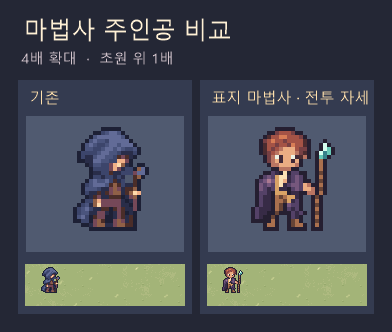 마법사 주인공 비교
4배 확대 · 초원 위 1배
기존
표지 마법사 · 전투 자세